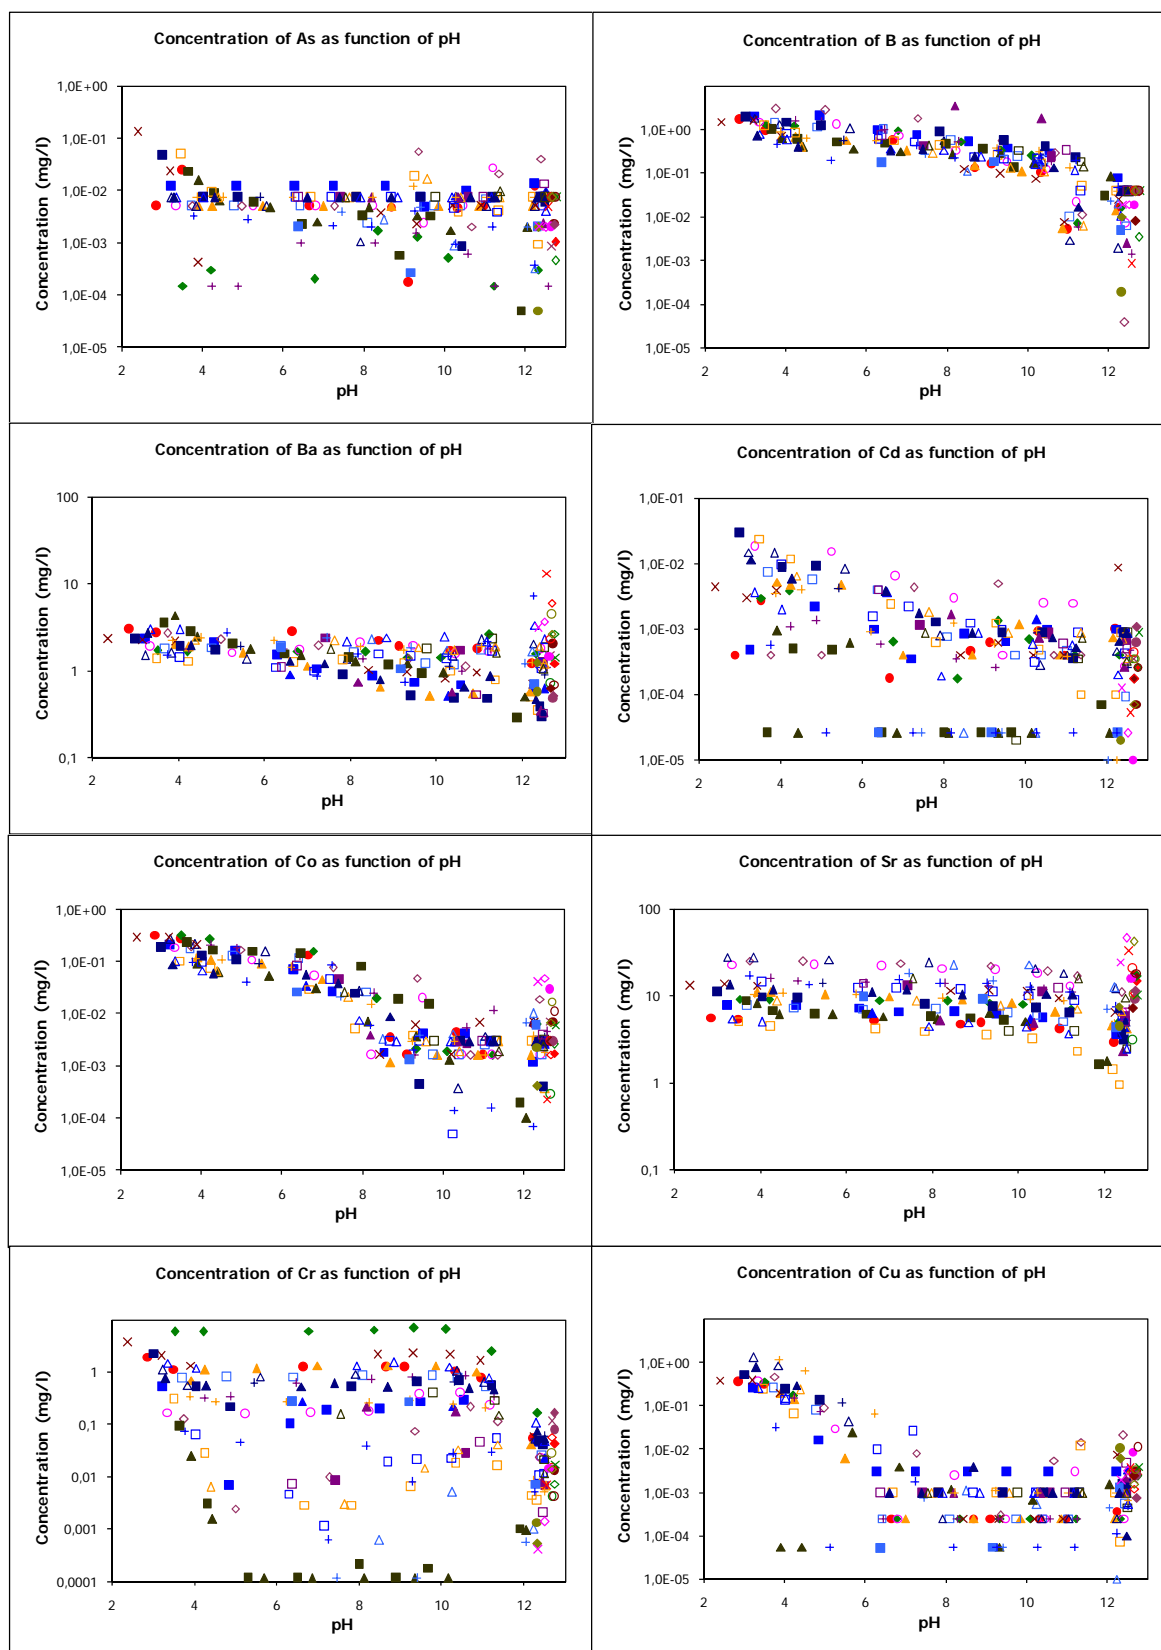 Concentration of As as function of pH
Concentration (mg/l)
1,0E+00
1,0E-01
1,0E-02
1,0E-03
1,0E-04
1,0E-05
2 4 6 8 10 12
pH
Concentration of B as function of pH
Concentration (mg/l)
1,0E+00
1,0E-01
1,0E-02
1,0E-03
1,0E-04
1,0E-05
2 4 6 8 10 12
pH
Concentration of Ba as function of pH
Concentration (mg/l)
100
10
1
0,1
2 4 6 8 10 12
pH
Concentration of Cd as function of pH
Concentration (mg/l)
1,0E-01
1,0E-02
1,0E-03
1,0E-04
1,0E-05
2 4 6 8 10 12
pH
Concentration of Co as function of pH
Concentration (mg/l)
1,0E+00
1,0E-01
1,0E-02
1,0E-03
1,0E-04
1,0E-05
2 4 6 8 10 12
pH
Concentration of Sr as function of pH
Concentration (mg/l)
100
10
1
0,1
2 4 6 8 10 12
pH
Concentration of Cr as function of pH
Concentration (mg/l)
1
0,1
0,01
0,001
0,0001
2 4 6 8 10 12
pH
Concentration of Cu as function of pH
Concentration (mg/l)
1,0E+00
1,0E-01
1,0E-02
1,0E-03
1,0E-04
1,0E-05
2 4 6 8 10 12
pH